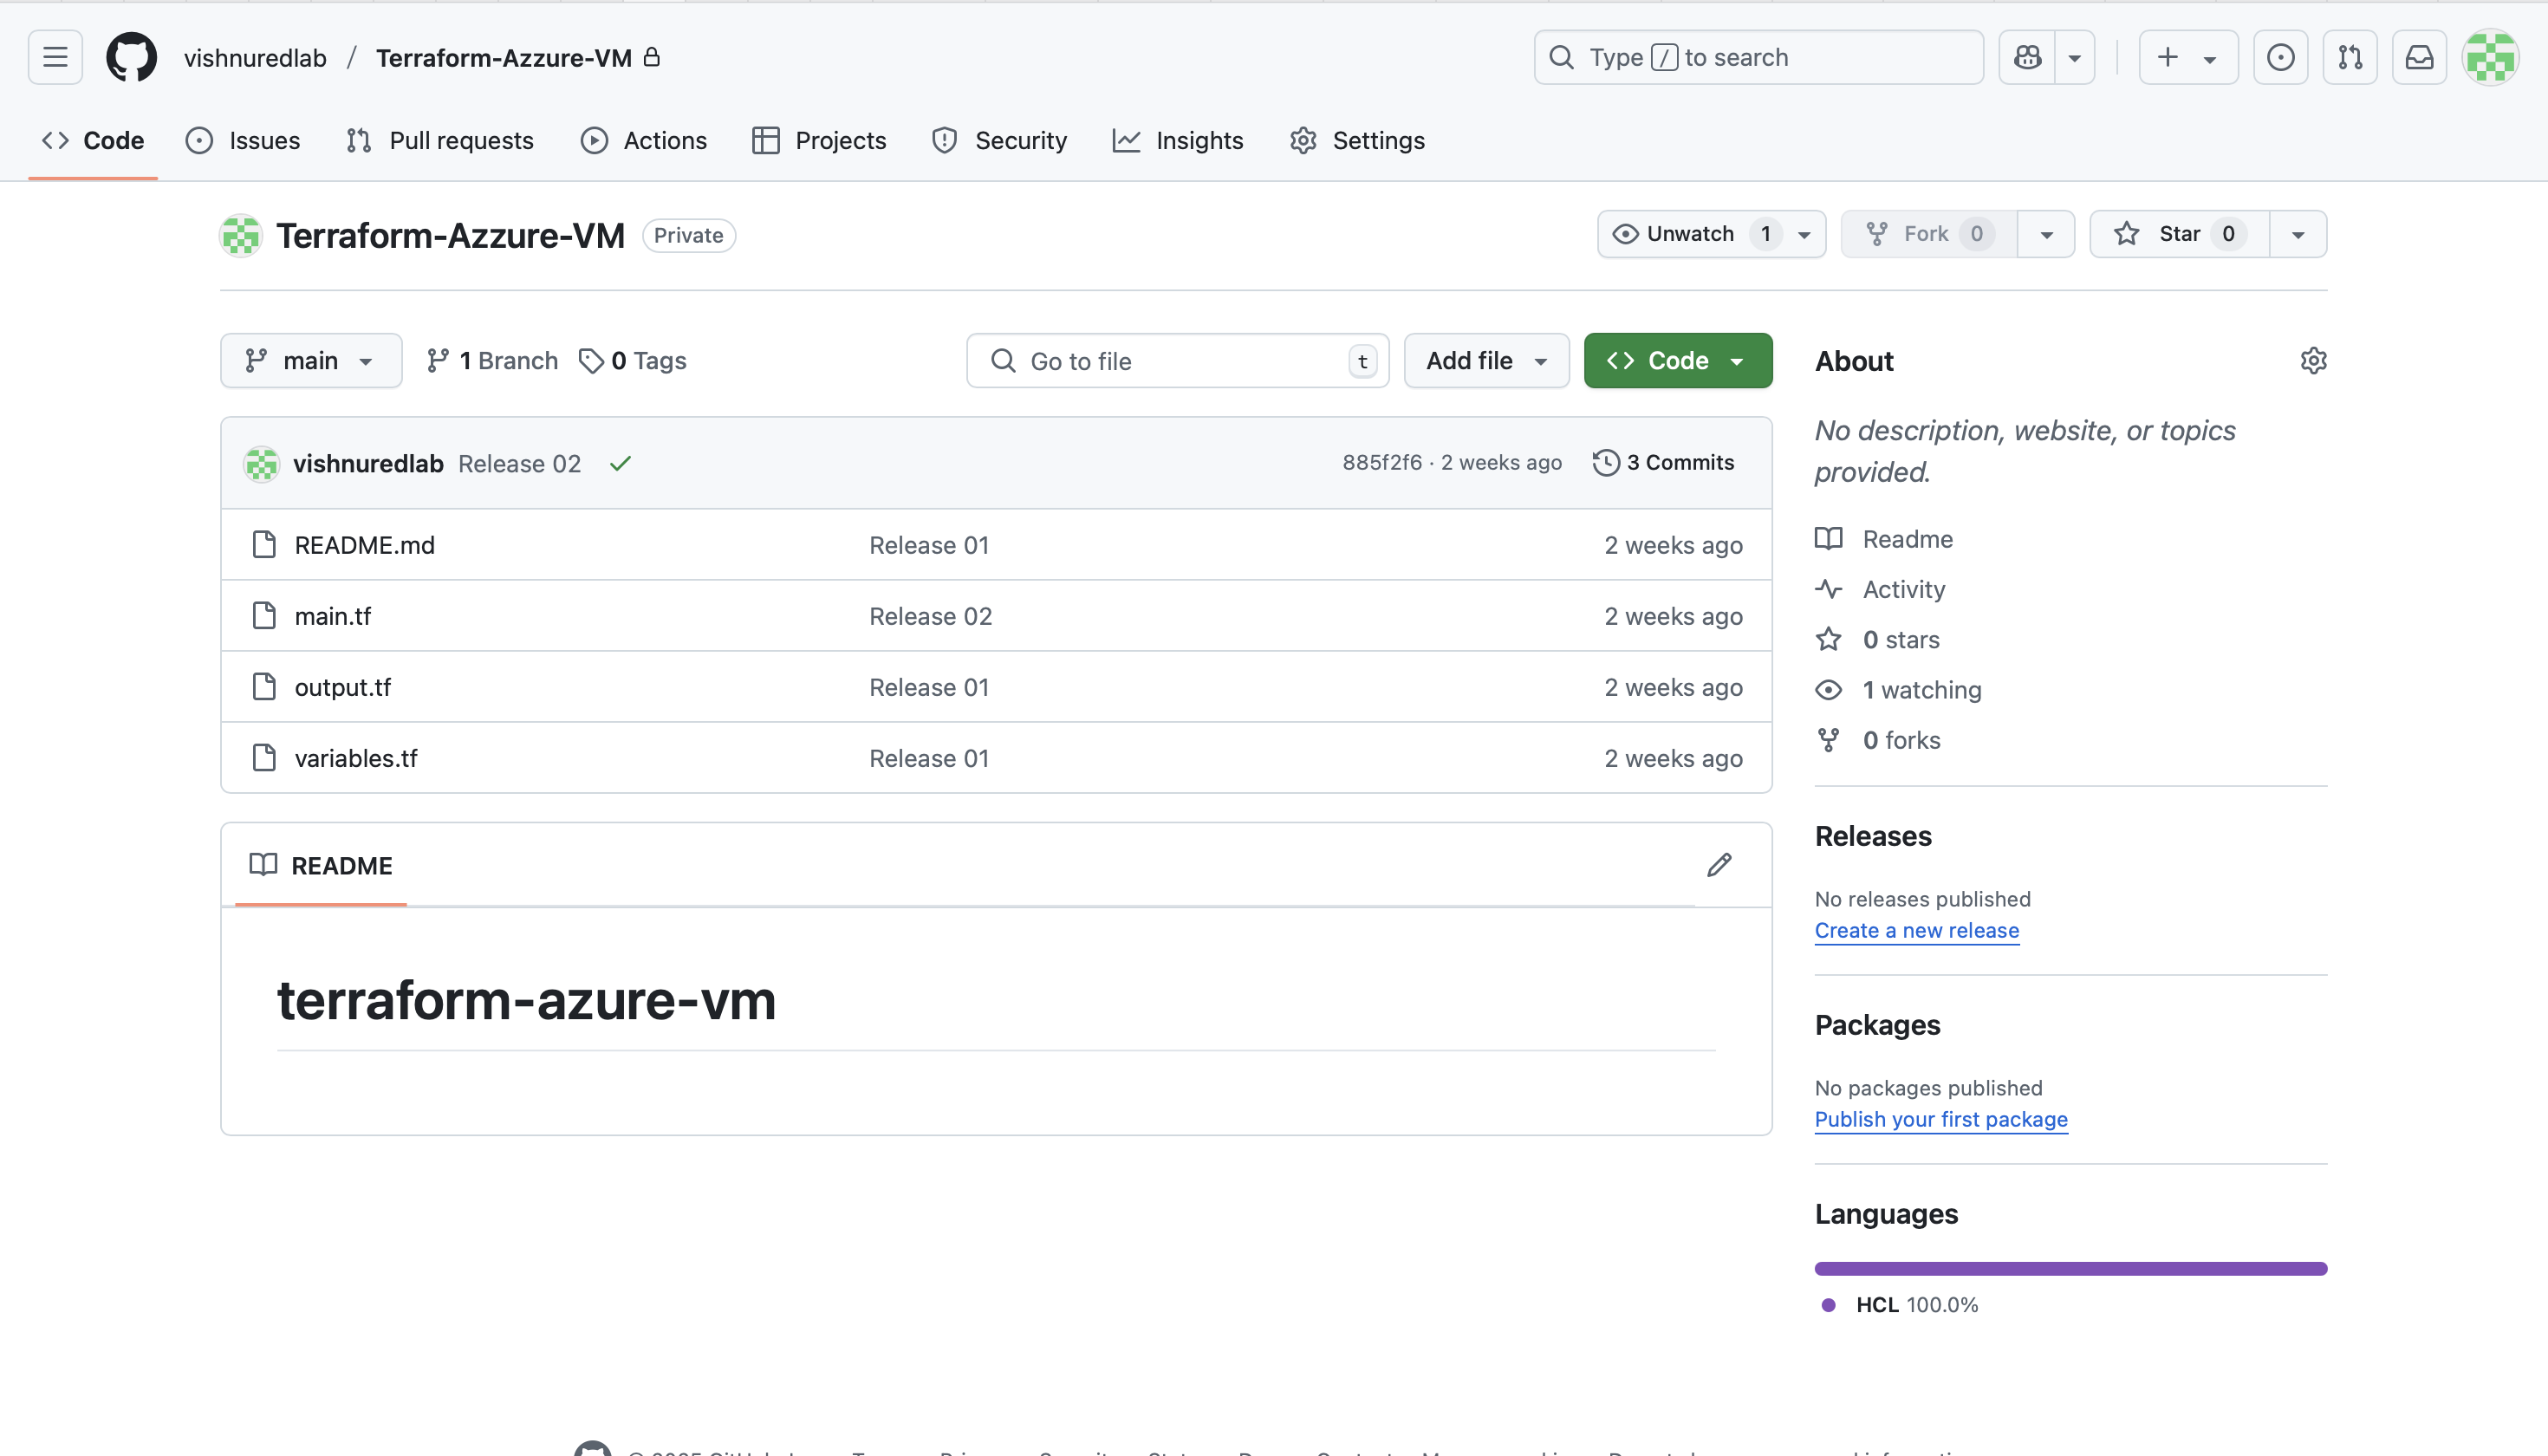 vishnuredlab / Terraform-Azzure-VM
Type / to search
Code Issues Pull requests Actions Projects Security Insights Settings
Terraform-Azzure-VM Private
Unwatch 1 Fork 0 Star 0
main 1 Branch 0 Tags
Go to file t Add file Code
vishnuredlab Release 02 885f2f6 · 2 weeks ago 3 Commits
README.md Release 01 2 weeks ago
main.tf Release 02 2 weeks ago
output.tf Release 01 2 weeks ago
variables.tf Release 01 2 weeks ago
README
terraform-azure-vm
About
No description, website, or topics
provided.
Readme
Activity
0 stars
1 watching
0 forks
Releases
No releases published
Create a new release
Packages
No packages published
Publish your first package
Languages
HCL 100.0%